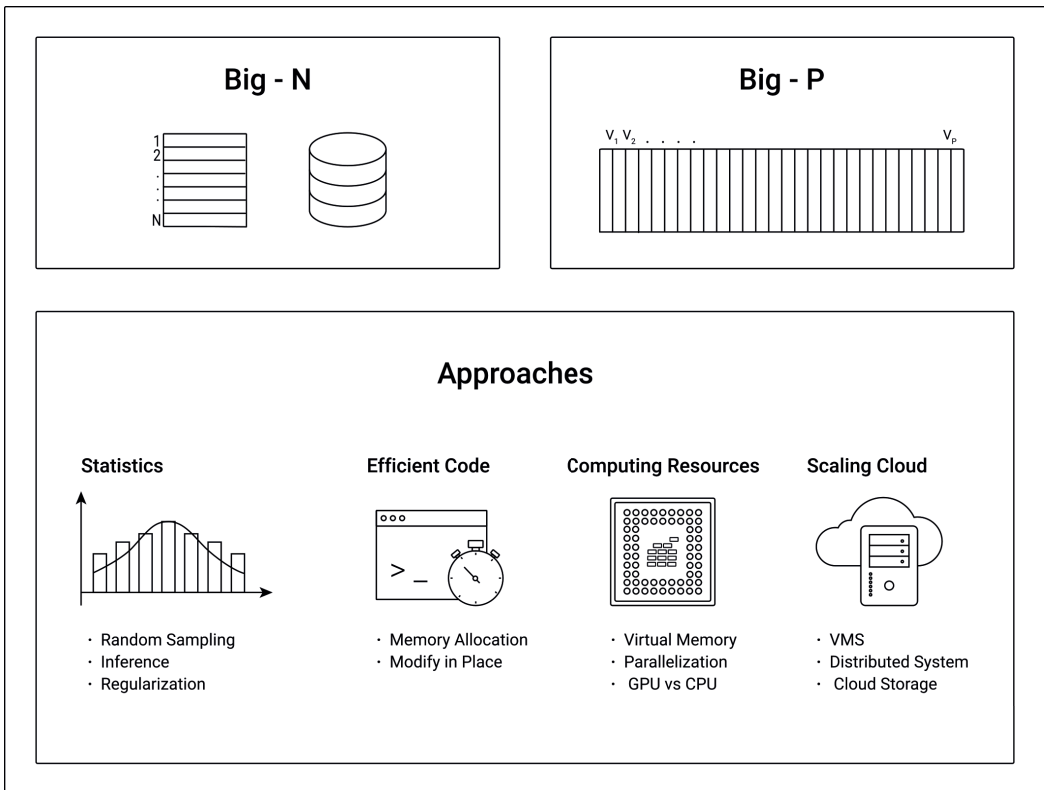 Big - N
1
2
.
.
.
N
Big - P
V₁ V₂ . . . . Vₚ
Approaches
Statistics
· Random Sampling
· Inference
· Regularization
Efficient Code
> _
· Memory Allocation
· Modify in Place
Computing Resources
· Virtual Memory
· Parallelization
· GPU vs CPU
Scaling Cloud
· VMS
· Distributed System
· Cloud Storage